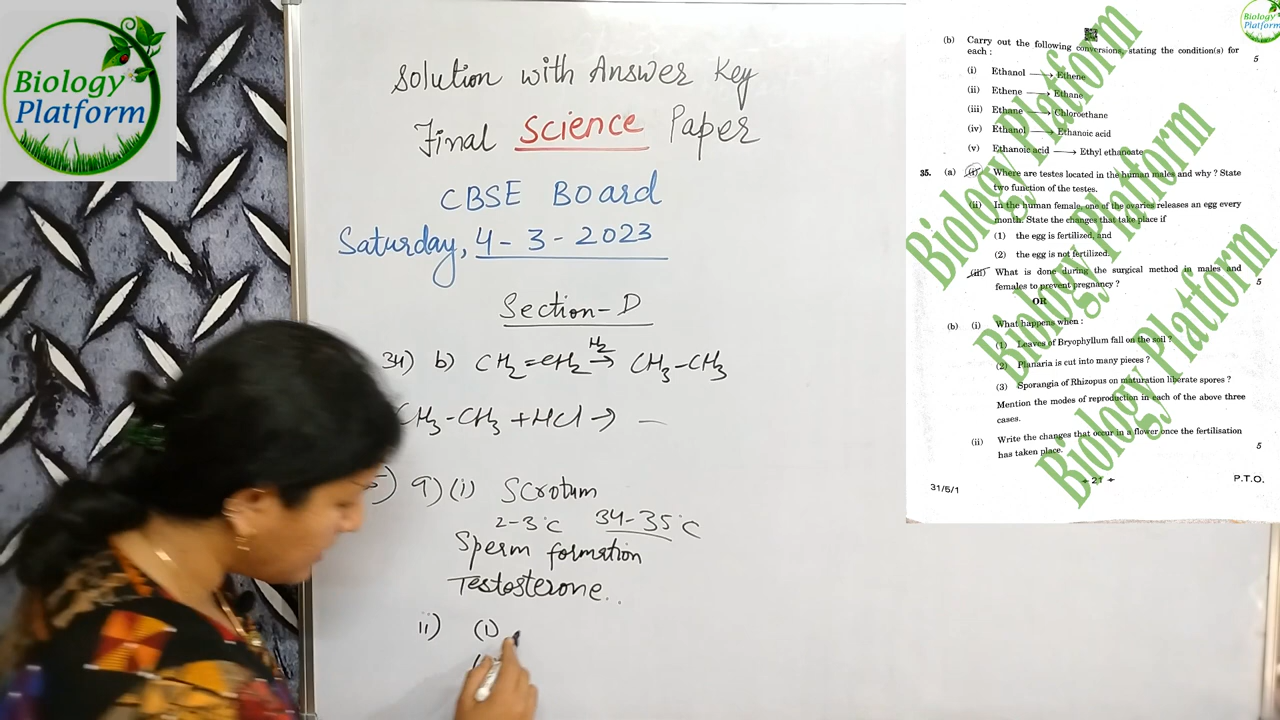 Biology
Platform
Solution with Answer Key
Final Science Paper
CBSE Board
Saturday, 4-3-2023
Section-D
34) b) CH2=CH2 H2→ CH3-CH3
CH3-CH3 + HCl → —
a) (i) Scrotum
2-3°C 34-35°C
Sperm formation
Testosterone..
ii) (1)
Biology
Platform
(b) Carry out the following conversions, stating the condition(s) for
each : 5
(i) Ethanol → Ethene
(ii) Ethene → Ethane
(iii) Ethane → Chloroethane
(iv) Ethanol → Ethanoic acid
(v) Ethanoic acid → Ethyl ethanoate
35. (a) (i) Where are testes located in the human males and why ? State
two function of the testes.
(ii) In the human female, one of the ovaries releases an egg every
month. State the changes that take place if
(1) the egg is fertilized, and
(2) the egg is not fertilized.
(iii) What is done during the surgical method in males and
females to prevent pregnancy ? 5
OR
(b) (i) What happens when :
(1) Leaves of Bryophyllum fall on the soil ?
(2) Planaria is cut into many pieces ?
(3) Sporangia of Rhizopus on maturation liberate spores ?
Mention the modes of reproduction in each of the above three
cases.
(ii) Write the changes that occur in a flower once the fertilisation
has taken place. 5
31/5/1 21 P.T.O.
Biology Platform
Biology Platform
Biology Platform